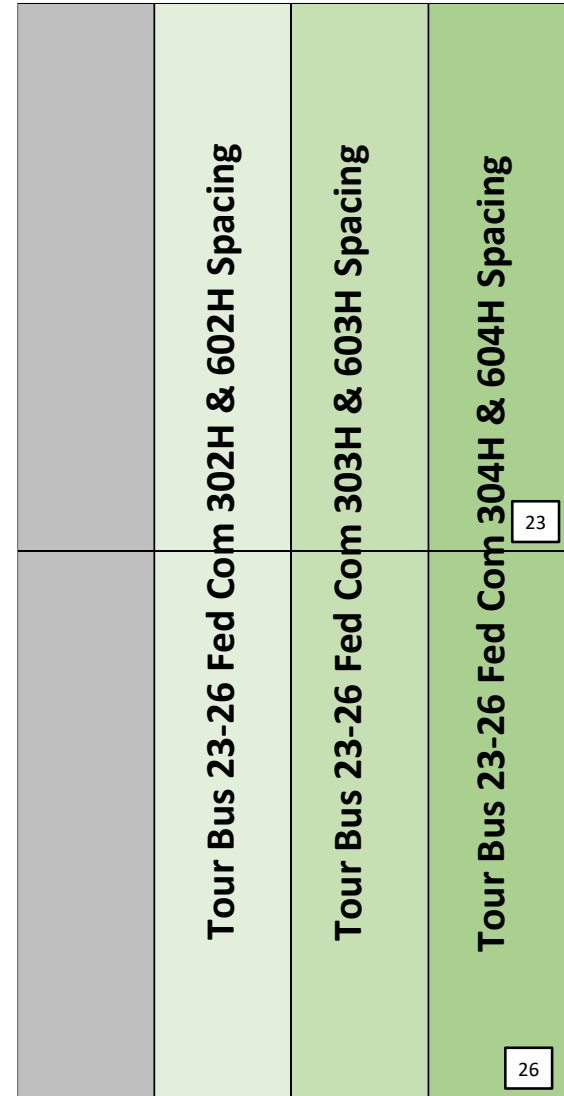 Tour Bus 23-26 Fed Com 302H & 602H Spacing
Tour Bus 23-26 Fed Com 303H & 603H Spacing
Tour Bus 23-26 Fed Com 304H & 604H Spacing
23
26